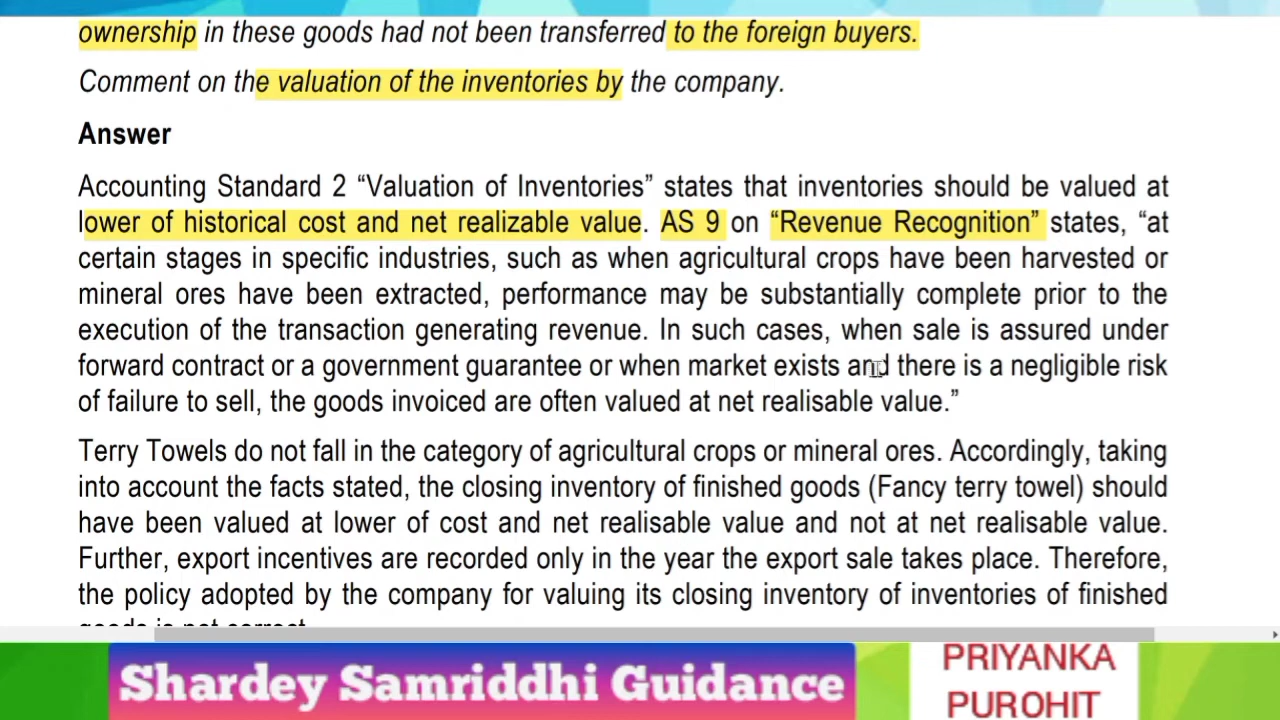 ownership in these goods had not been transferred to the foreign buyers.
Comment on the valuation of the inventories by the company.
Answer
Accounting Standard 2 “Valuation of Inventories” states that inventories should be valued at
lower of historical cost and net realizable value. AS 9 on “Revenue Recognition” states, “at
certain stages in specific industries, such as when agricultural crops have been harvested or
mineral ores have been extracted, performance may be substantially complete prior to the
execution of the transaction generating revenue. In such cases, when sale is assured under
forward contract or a government guarantee or when market exists and there is a negligible risk
of failure to sell, the goods invoiced are often valued at net realisable value.”
Terry Towels do not fall in the category of agricultural crops or mineral ores. Accordingly, taking
into account the facts stated, the closing inventory of finished goods (Fancy terry towel) should
have been valued at lower of cost and net realisable value and not at net realisable value.
Further, export incentives are recorded only in the year the export sale takes place. Therefore,
the policy adopted by the company for valuing its closing inventory of inventories of finished
goods is not correct.
Shardey Samriddhi Guidance
PRIYANKA
PUROHIT